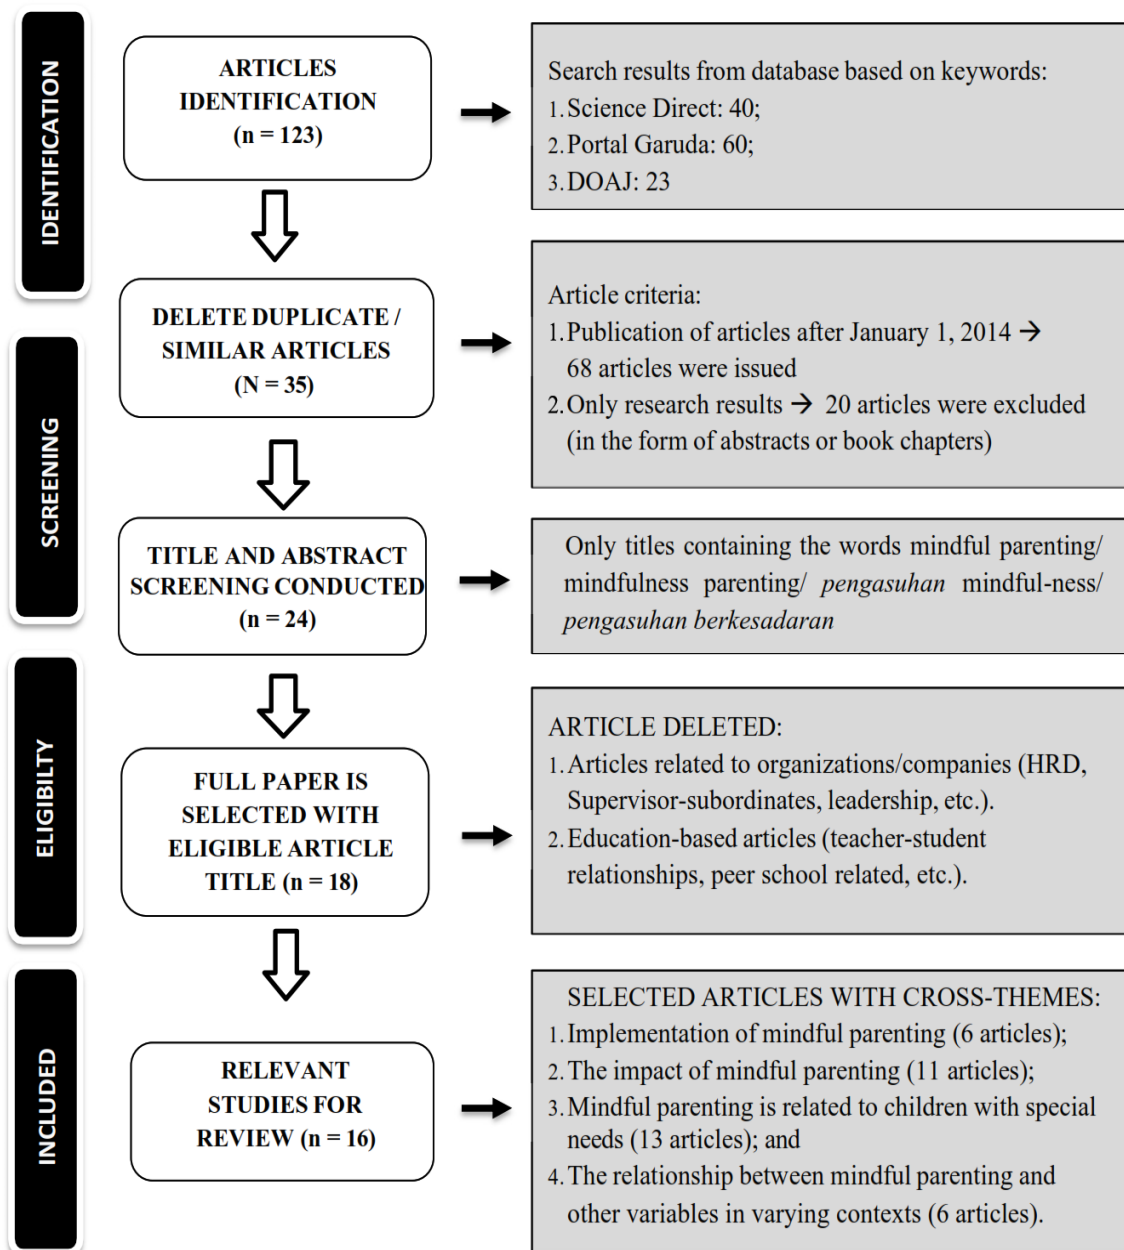 IDENTIFICATION
ARTICLES
IDENTIFICATION
(n = 123)
Search results from database based on keywords:
1. Science Direct: 40;
2. Portal Garuda: 60;
3. DOAJ: 23
SCREENING
DELETE DUPLICATE /
SIMILAR ARTICLES
(N = 35)
Article criteria:
1. Publication of articles after January 1, 2014 →
68 articles were issued
2. Only research results → 20 articles were excluded
(in the form of abstracts or book chapters)
TITLE AND ABSTRACT
SCREENING CONDUCTED
(n = 24)
Only titles containing the words mindful parenting/
mindfulness parenting/ pengasuhan mindful-ness/
pengasuhan berkesadaran
ELIGIBILTY
FULL PAPER IS
SELECTED WITH
ELIGIBLE ARTICLE
TITLE (n = 18)
ARTICLE DELETED:
1. Articles related to organizations/companies (HRD,
Supervisor-subordinates, leadership, etc.).
2. Education-based articles (teacher-student
relationships, peer school related, etc.).
INCLUDED
RELEVANT
STUDIES FOR
REVIEW (n = 16)
SELECTED ARTICLES WITH CROSS-THEMES:
1. Implementation of mindful parenting (6 articles);
2. The impact of mindful parenting (11 articles);
3. Mindful parenting is related to children with special
needs (13 articles); and
4. The relationship between mindful parenting and
other variables in varying contexts (6 articles).